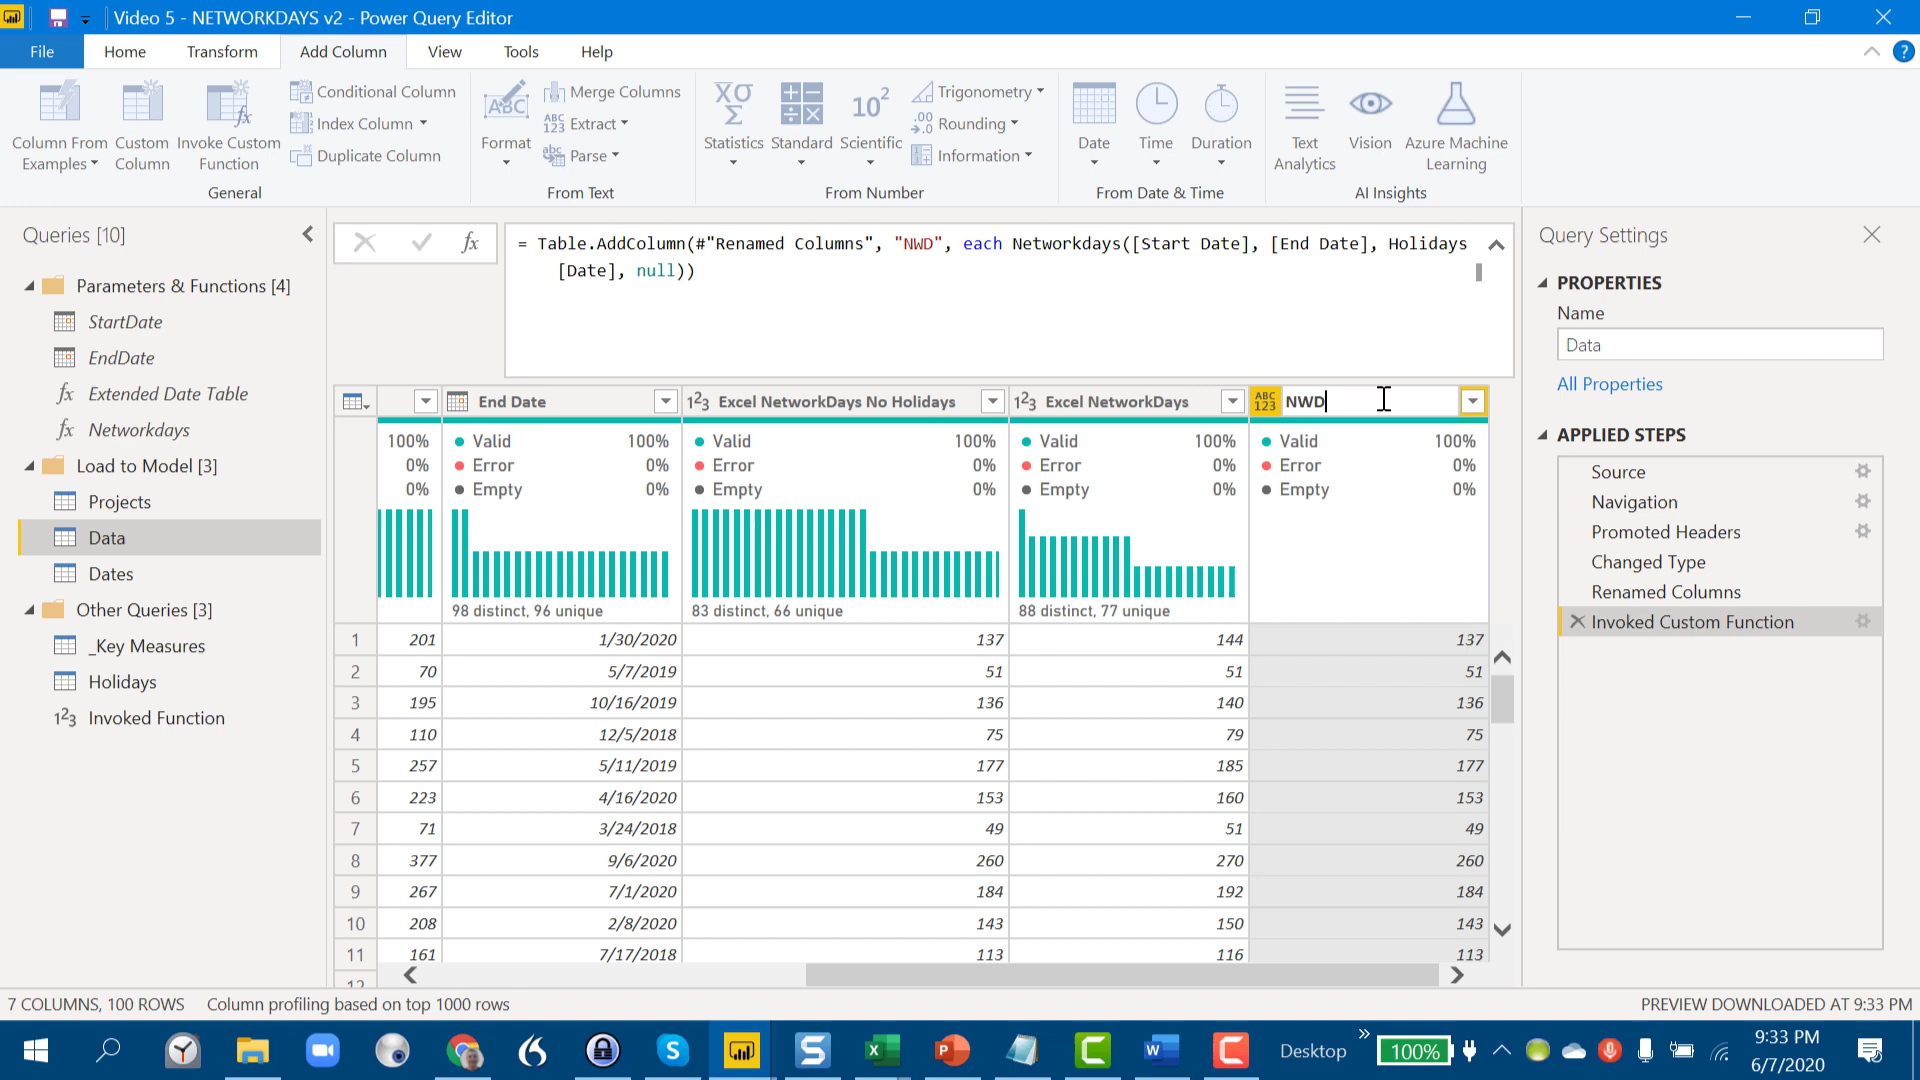 Video 5 - NETWORKDAYS v2 - Power Query Editor
File Home Transform Add Column View Tools Help
Column From Examples
Custom Column
Invoke Custom Function
Conditional Column
Index Column
Duplicate Column
General
ABC
Format
Merge Columns
ABC 123 Extract
abc Parse
From Text
Statistics
Standard
Scientific
Trigonometry
Rounding
Information
From Number
Date
Time
Duration
From Date & Time
Text Analytics
Vision
Azure Machine Learning
AI Insights
Queries [10]
Parameters & Functions [4]
StartDate
EndDate
fx Extended Date Table
fx Networkdays
Load to Model [3]
Projects
Data
Dates
Other Queries [3]
_Key Measures
Holidays
123 Invoked Function
fx
= Table.AddColumn(#"Renamed Columns", "NWD", each Networkdays([Start Date], [End Date], Holidays
[Date], null))
End Date 123 Excel NetworkDays No Holidays 123 Excel NetworkDays ABC 123 NWD
100% Valid 100% Valid 100% Valid 100% Valid 100%
0% Error 0% Error 0% Error 0% Error 0%
0% Empty 0% Empty 0% Empty 0% Empty 0%
98 distinct, 96 unique 83 distinct, 66 unique 88 distinct, 77 unique
1 201 1/30/2020 137 144 137
2 70 5/7/2019 51 51 51
3 195 10/16/2019 136 140 136
4 110 12/5/2018 75 79 75
5 257 5/11/2019 177 185 177
6 223 4/16/2020 153 160 153
7 71 3/24/2018 49 51 49
8 377 9/6/2020 260 270 260
9 267 7/1/2020 184 192 184
10 208 2/8/2020 143 150 143
11 161 7/17/2018 113 116 113
12
Query Settings
PROPERTIES
Name
Data
All Properties
APPLIED STEPS
Source
Navigation
Promoted Headers
Changed Type
Renamed Columns
Invoked Custom Function
7 COLUMNS, 100 ROWS Column profiling based on top 1000 rows PREVIEW DOWNLOADED AT 9:33 PM
Desktop 100% 9:33 PM
6/7/2020